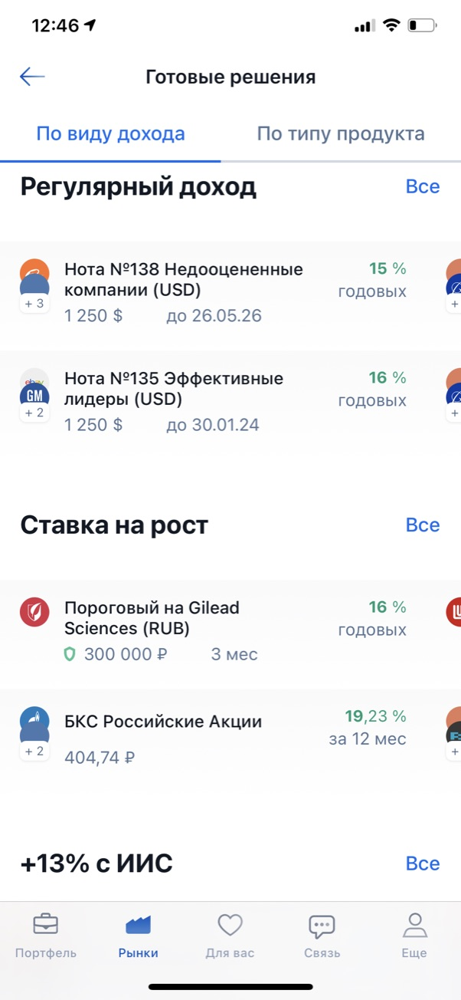 12:46
Готовые решения
По виду дохода
По типу продукта
Регулярный доход
Все
Нота №138 Недооцененные
компании (USD)
15 %
годовых
+ 3
1 250 $
до 26.05.26
+
ebay
GM
Нота №135 Эффективные
лидеры (USD)
16 %
годовых
+ 2
1 250 $
до 30.01.24
+
Ставка на рост
Все
Пороговый на Gilead
Sciences (RUB)
16 %
годовых
300 000 ₽
3 мес
БКС Российские Акции
19,23 %
за 12 мес
+ 2
404,74 ₽
+
+13% с ИИС
Все
Портфель
Рынки
Для вас
Связь
Еще